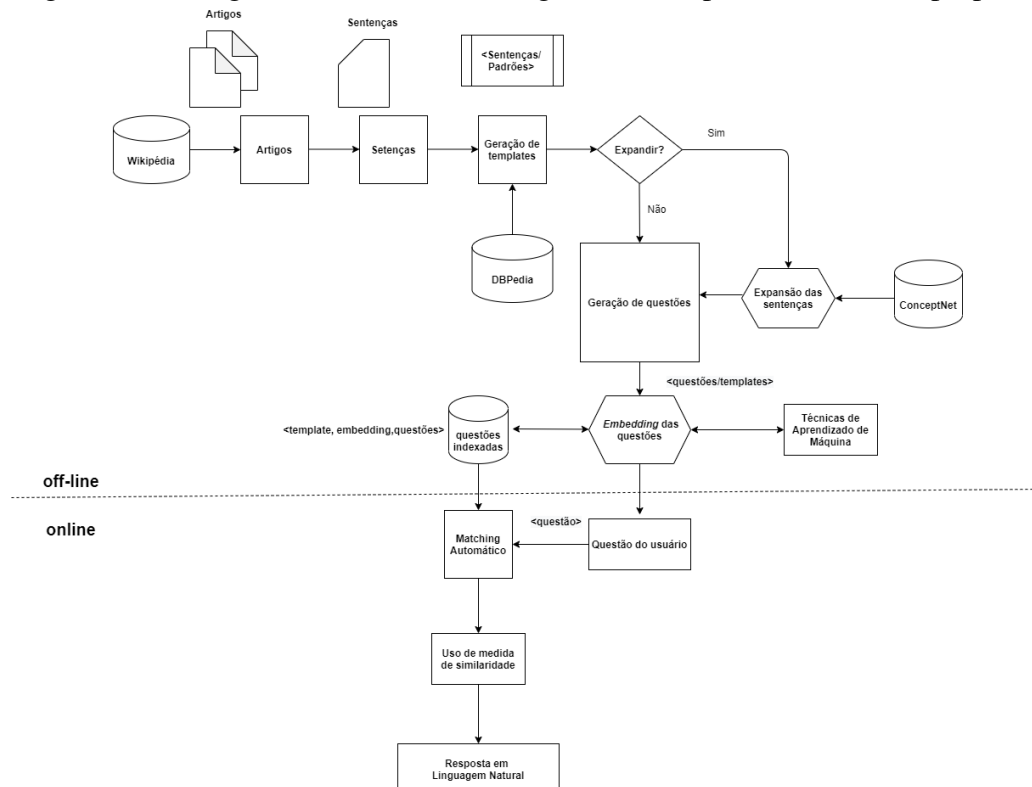 Artigos
Sentenças
<Sentenças/
Padrões>
Wikipédia
Artigos
Setenças
Geração de
templates
Expandir?
Sim
Não
DBPedia
Geração de questões
Expansão das
sentenças
ConceptNet
<questões/templates>
<template, embedding,questões>
questões
indexadas
Embedding das
questões
Técnicas de
Aprendizado de
Máquina
off-line
online
Matching
Automático
<questão>
Questão do usuário
Uso de medida
de similaridade
Resposta em
Linguagem Natural